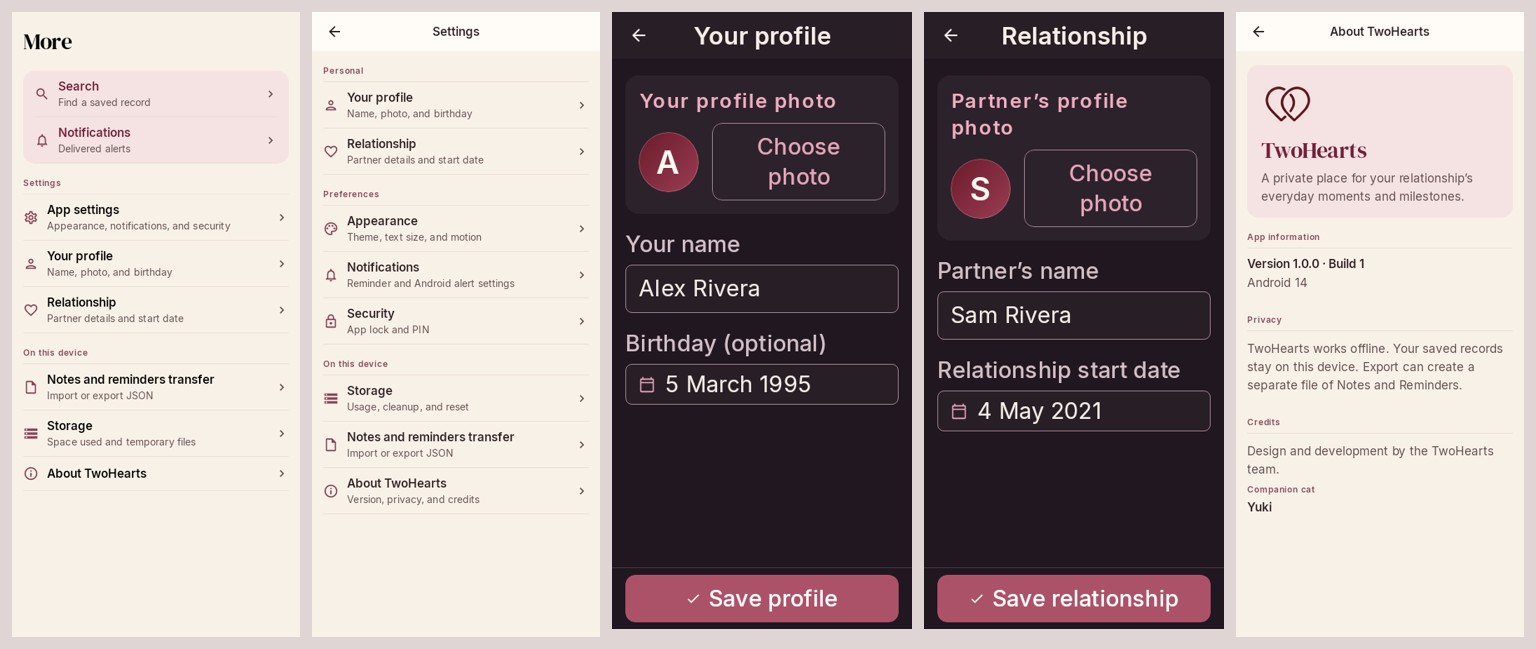 More
Search
Find a saved record
Notifications
Delivered alerts
Settings
App settings
Appearance, notifications, and security
Your profile
Name, photo, and birthday
Relationship
Partner details and start date
On this device
Notes and reminders transfer
Import or export JSON
Storage
Space used and temporary files
About TwoHearts
Settings
Personal
Your profile
Name, photo, and birthday
Relationship
Partner details and start date
Preferences
Appearance
Theme, text size, and motion
Notifications
Reminder and Android alert settings
Security
App lock and PIN
On this device
Storage
Usage, cleanup, and reset
Notes and reminders transfer
Import or export JSON
About TwoHearts
Version, privacy, and credits
Your profile
Your profile photo
A
Choose
photo
Your name
Alex Rivera
Birthday (optional)
5 March 1995
Save profile
Relationship
Partner’s profile
photo
S
Choose
photo
Partner’s name
Sam Rivera
Relationship start date
4 May 2021
Save relationship
About TwoHearts
TwoHearts
A private place for your relationship’s
everyday moments and milestones.
App information
Version 1.0.0 · Build 1
Android 14
Privacy
TwoHearts works offline. Your saved records
stay on this device. Export can create a
separate file of Notes and Reminders.
Credits
Design and development by the TwoHearts
team.
Companion cat
Yuki